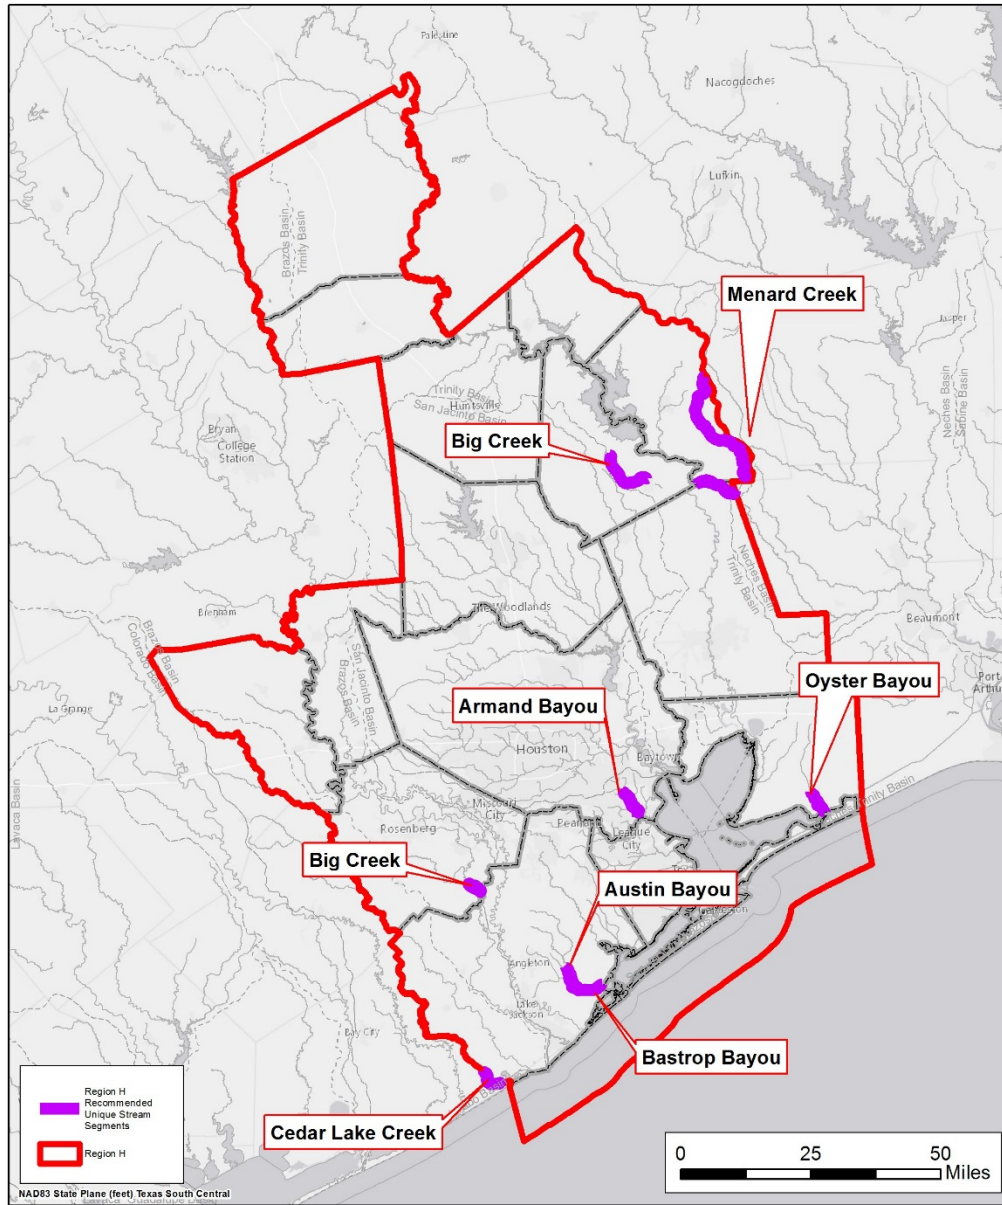 Palestine
Nacogdoches
Lufkin
Brazos Basin
Trinity Basin
Menard Creek
Jasper
Neches Basin
Sabine Basin
Trinity Basin
San Jacinto Basin
Huntsville
Bryan
College
Station
Big Creek
Neches Basin
Trinity Basin
The Woodlands
Brenham
Beaumont
Brazos Basin
Colorado Basin
San Jacinto Basin
Brazos Basin
Port
Arthur
La Grange
Oyster Bayou
Armand Bayou
Houston
Baytown
Lavaca Basin
Missouri
City
Rosenberg
League
City
Trinity Basin
Big Creek
Austin Bayou
Angleton
Lake
Jackson
Bay City
Bastrop Bayou
Cedar Lake Creek
Region H
Recommended
Unique Stream
Segments
Region H
0 25 50
Miles
NAD83 State Plane (feet) Texas South Central